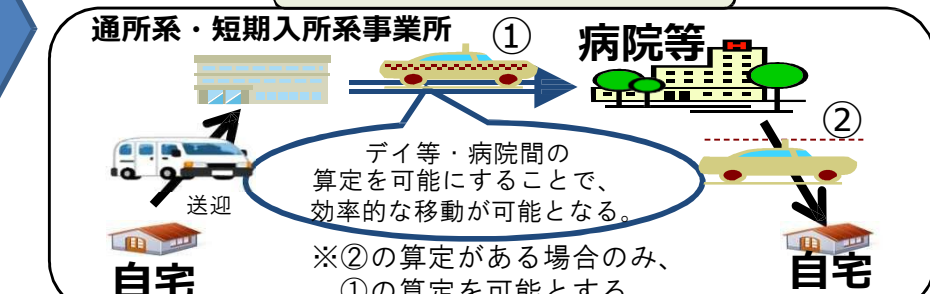 通所系・短期入所系事業所
①
病院等
②
デイ等・病院間の
算定を可能にすることで、
効率的な移動が可能となる。
送迎
※②の算定がある場合のみ、
①の算定を可能とする
自宅
自宅